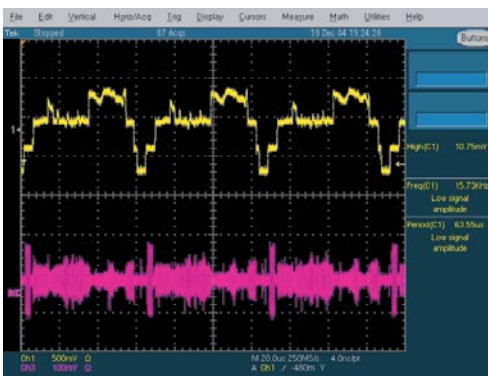 File Edit Vertical Horiz/Acq Trig Display Cursors Measure Math Utilities Help
Tek Stopped 87 Acqs 19 Dec 04 19:24:26
Buttons
1
High(C1) 10.75mV
Freq(C1) 15.73kHz
Low signal
amplitude
Period(C1) 63.55us
Low signal
amplitude
Ch1 500mV Ω M 20.0us 250MS/s 4.0ns/pt
Ch3 100mV Ω A Ch1 / -480m V